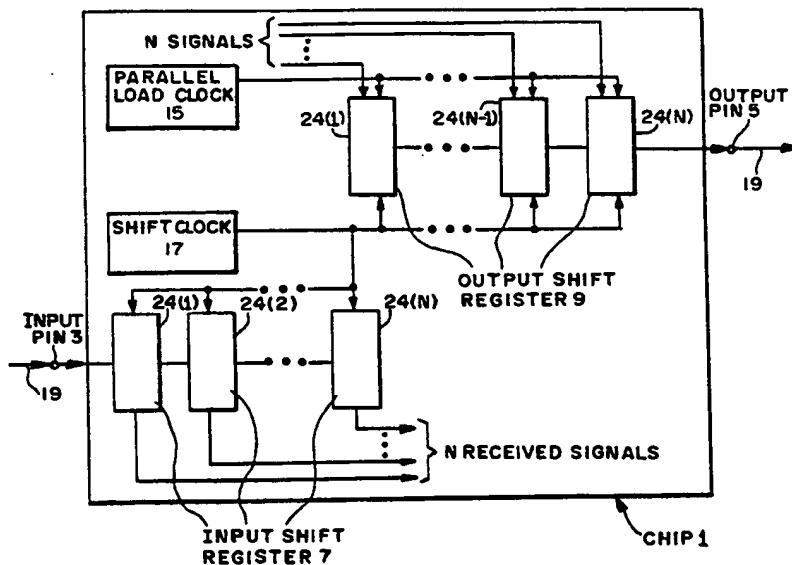 N SIGNALS
PARALLEL
LOAD CLOCK
15
24(1)
24(N-1)
24(N)
OUTPUT
PIN 5
19
SHIFT CLOCK
17
OUTPUT SHIFT
REGISTER 9
INPUT
PIN 3
19
24(1)
24(2)
24(N)
N RECEIVED SIGNALS
INPUT SHIFT
REGISTER 7
CHIP 1